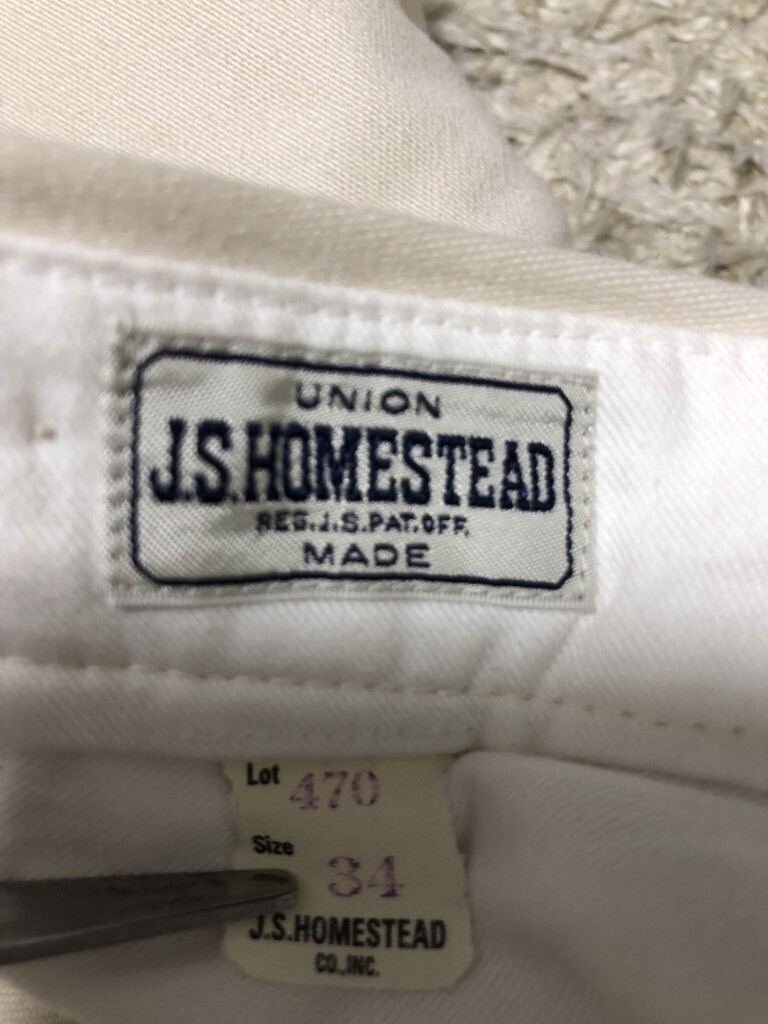 UNION
J.S.HOMESTEAD
REG.J.S.PAT.OFF.
MADE
Lot 470
Size 34
J.S.HOMESTEAD
CO.,INC.